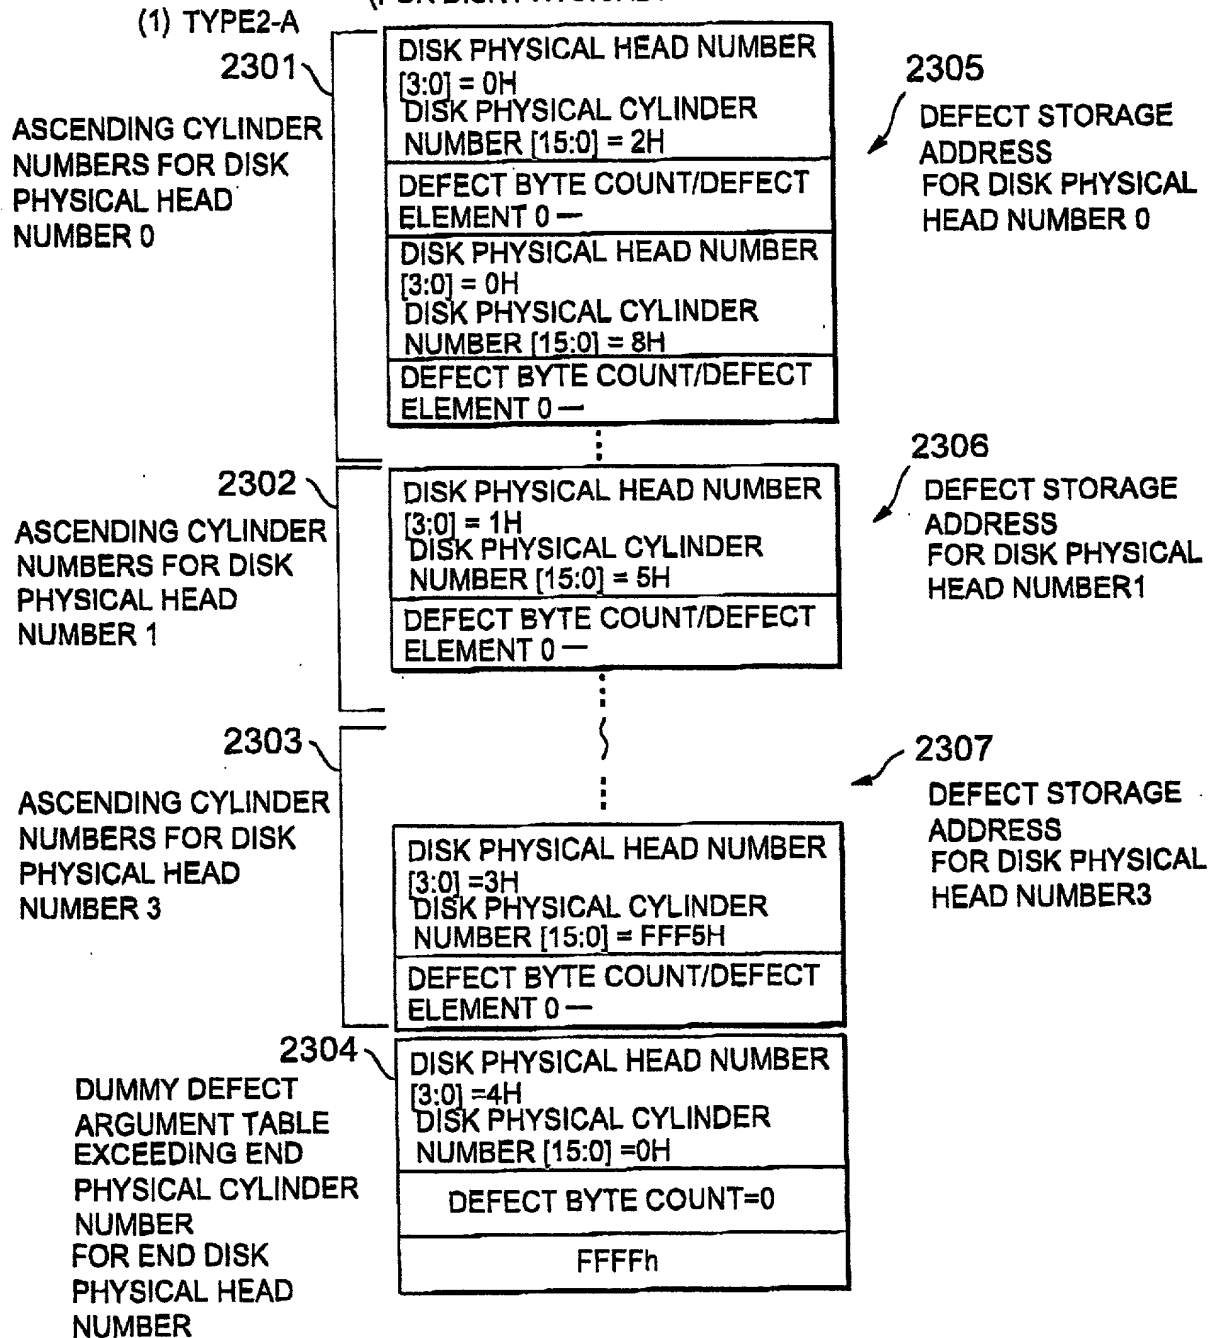 (1) TYPE2-A
2301
ASCENDING CYLINDER
NUMBERS FOR DISK
PHYSICAL HEAD
NUMBER 0
DISK PHYSICAL HEAD NUMBER
[3:0] = 0H
DISK PHYSICAL CYLINDER
NUMBER [15:0] = 2H
DEFECT BYTE COUNT/DEFECT
ELEMENT 0 —
DISK PHYSICAL HEAD NUMBER
[3:0] = 0H
DISK PHYSICAL CYLINDER
NUMBER [15:0] = 8H
DEFECT BYTE COUNT/DEFECT
ELEMENT 0 —
2305
DEFECT STORAGE
ADDRESS
FOR DISK PHYSICAL
HEAD NUMBER 0
2302
ASCENDING CYLINDER
NUMBERS FOR DISK
PHYSICAL HEAD
NUMBER 1
DISK PHYSICAL HEAD NUMBER
[3:0] = 1H
DISK PHYSICAL CYLINDER
NUMBER [15:0] = 5H
DEFECT BYTE COUNT/DEFECT
ELEMENT 0 —
2306
DEFECT STORAGE
ADDRESS
FOR DISK PHYSICAL
HEAD NUMBER1
2303
ASCENDING CYLINDER
NUMBERS FOR DISK
PHYSICAL HEAD
NUMBER 3
DISK PHYSICAL HEAD NUMBER
[3:0] =3H
DISK PHYSICAL CYLINDER
NUMBER [15:0] = FFF5H
DEFECT BYTE COUNT/DEFECT
ELEMENT 0 —
2307
DEFECT STORAGE
ADDRESS
FOR DISK PHYSICAL
HEAD NUMBER3
2304
DUMMY DEFECT
ARGUMENT TABLE
EXCEEDING END
PHYSICAL CYLINDER
NUMBER
FOR END DISK
PHYSICAL HEAD
NUMBER
DISK PHYSICAL HEAD NUMBER
[3:0] =4H
DISK PHYSICAL CYLINDER
NUMBER [15:0] =0H
DEFECT BYTE COUNT=0
FFFFh